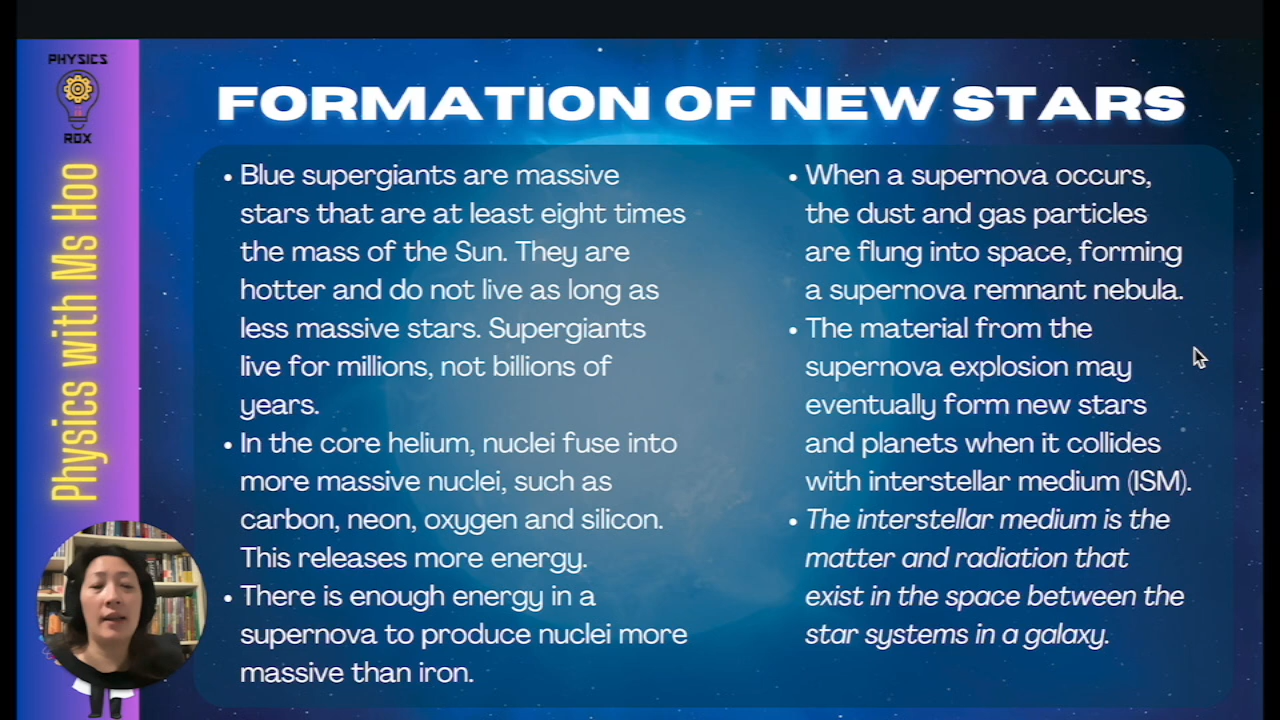 PHYSICS
ROX
Physics with Ms Hoo
FORMATION OF NEW STARS
• Blue supergiants are massive
stars that are at least eight times
the mass of the Sun. They are
hotter and do not live as long as
less massive stars. Supergiants
live for millions, not billions of
years.
• In the core helium, nuclei fuse into
more massive nuclei, such as
carbon, neon, oxygen and silicon.
This releases more energy.
• There is enough energy in a
supernova to produce nuclei more
massive than iron.
• When a supernova occurs,
the dust and gas particles
are flung into space, forming
a supernova remnant nebula.
• The material from the
supernova explosion may
eventually form new stars
and planets when it collides
with interstellar medium (ISM).
• The interstellar medium is the
matter and radiation that
exist in the space between the
star systems in a galaxy.